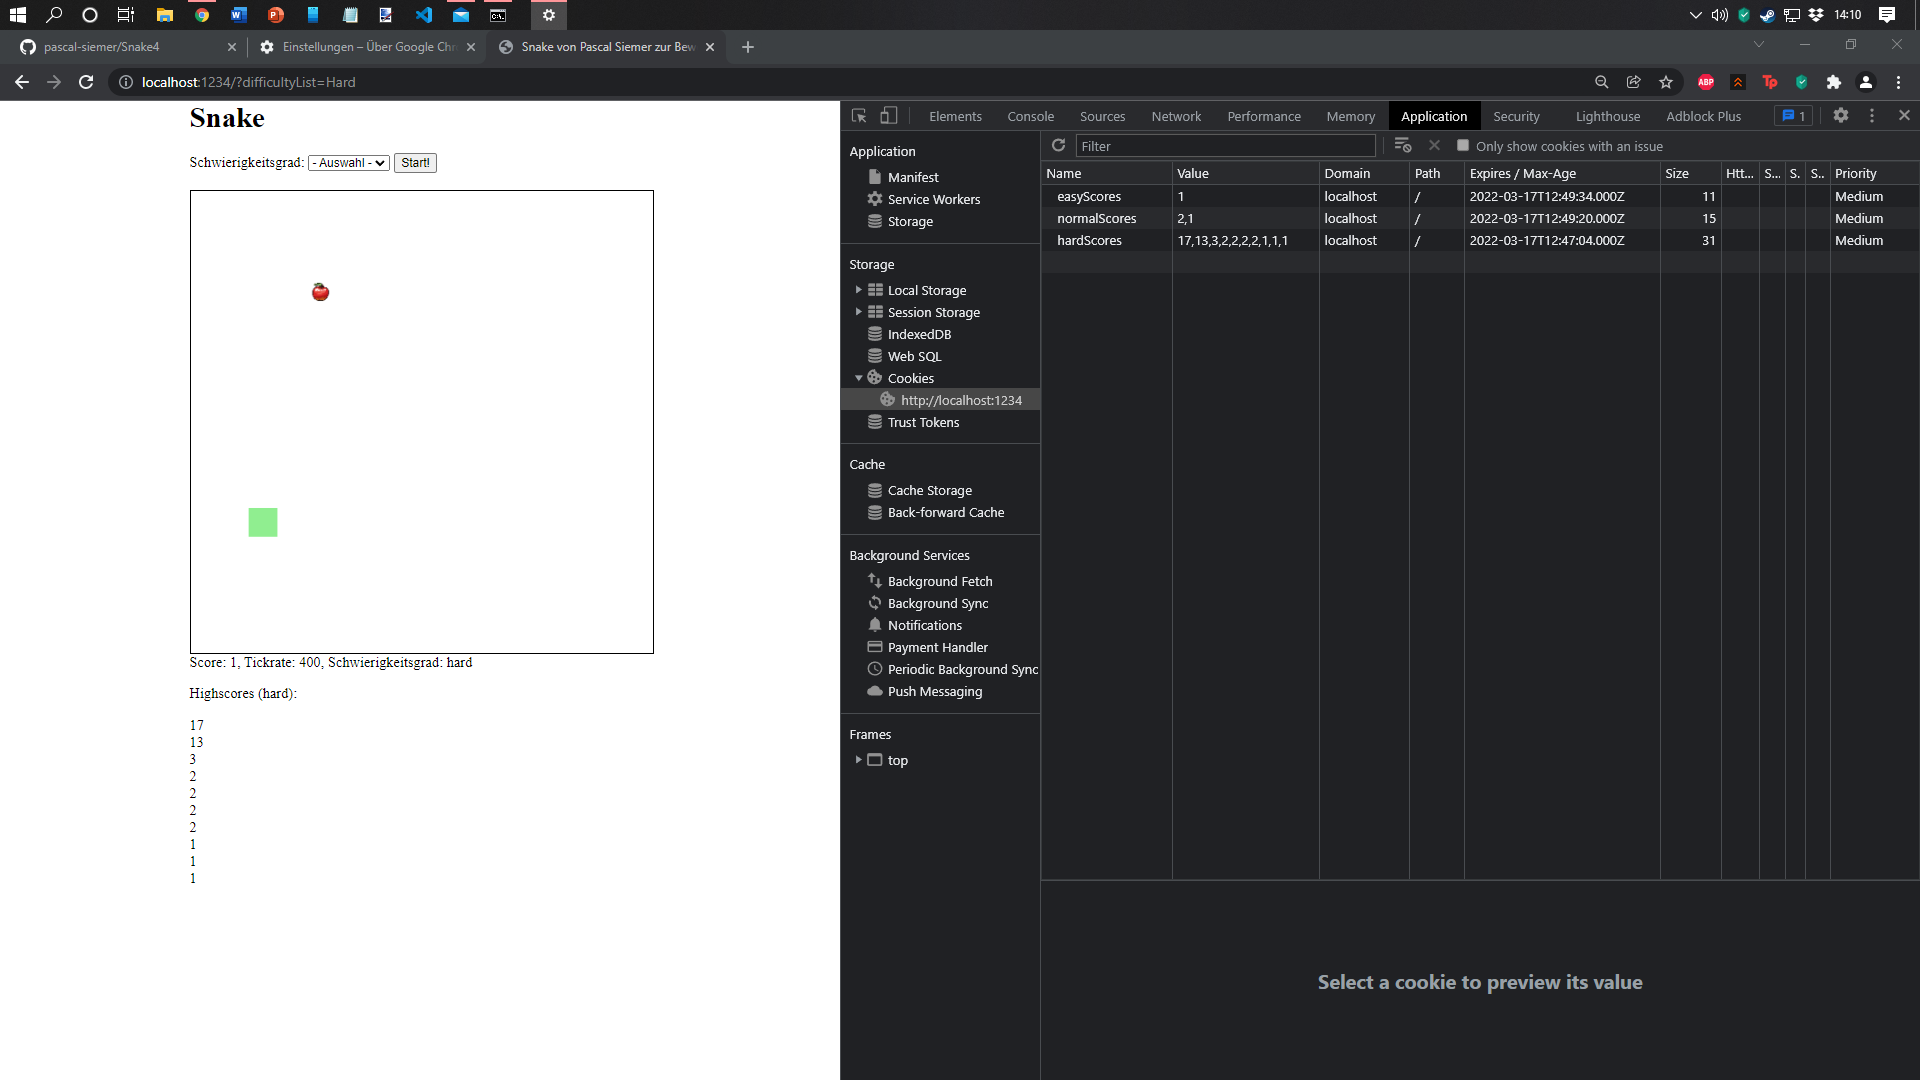 14:10
pascal-siemer/Snake4
Einstellungen – Über Google Chr
Snake von Pascal Siemer zur Bew
localhost:1234/?difficultyList=Hard
ABP
Tp
Snake
Schwierigkeitsgrad: - Auswahl - Start!
Score: 1, Tickrate: 400, Schwierigkeitsgrad: hard
Highscores (hard):
17
13
3
2
2
2
2
1
1
1
Elements Console Sources Network Performance Memory Application Security Lighthouse Adblock Plus 1
Application
Manifest
Service Workers
Storage
Storage
Local Storage
Session Storage
IndexedDB
Web SQL
Cookies
http://localhost:1234
Trust Tokens
Cache
Cache Storage
Back-forward Cache
Background Services
Background Fetch
Background Sync
Notifications
Payment Handler
Periodic Background Sync
Push Messaging
Frames
top
Filter Only show cookies with an issue
Name Value Domain Path Expires / Max-Age Size Htt... S... S. S.. Priority
easyScores 1 localhost / 2022-03-17T12:49:34.000Z 11 Medium
normalScores 2,1 localhost / 2022-03-17T12:49:20.000Z 15 Medium
hardScores 17,13,3,2,2,2,2,1,1,1 localhost / 2022-03-17T12:47:04.000Z 31 Medium
Select a cookie to preview its value